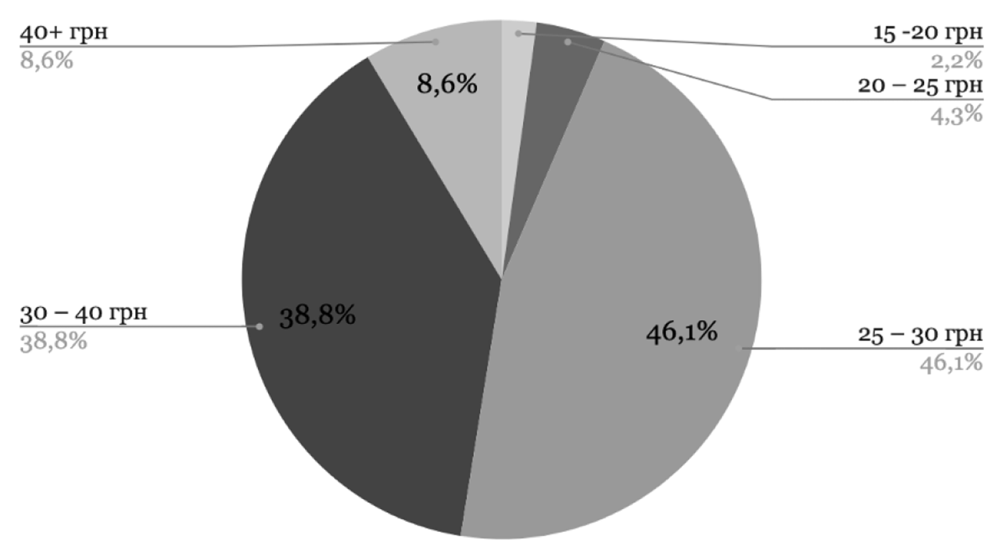 40+ грн
8,6%
15 -20 грн
2,2%
20 – 25 грн
4,3%
8,6%
30 – 40 грн
38,8%
38,8%
46,1%
25 – 30 грн
46,1%